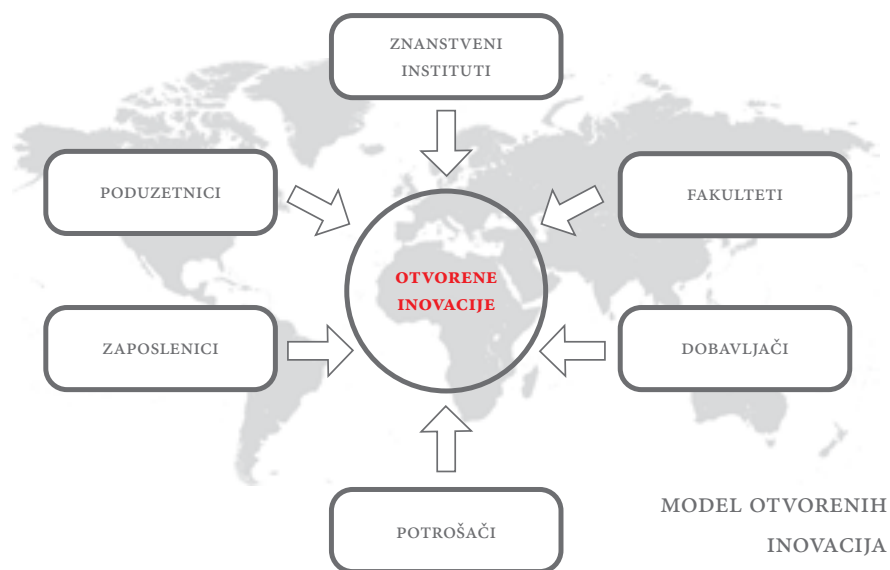 ZNANSTVENI
INSTITUTI
PODUZETNICI
FAKULTETI
OTVORENE
INOVACIJE
ZAPOSLENICI
DOBAVLJAČI
POTROŠAČI
MODEL OTVORENIH
INOVACIJA